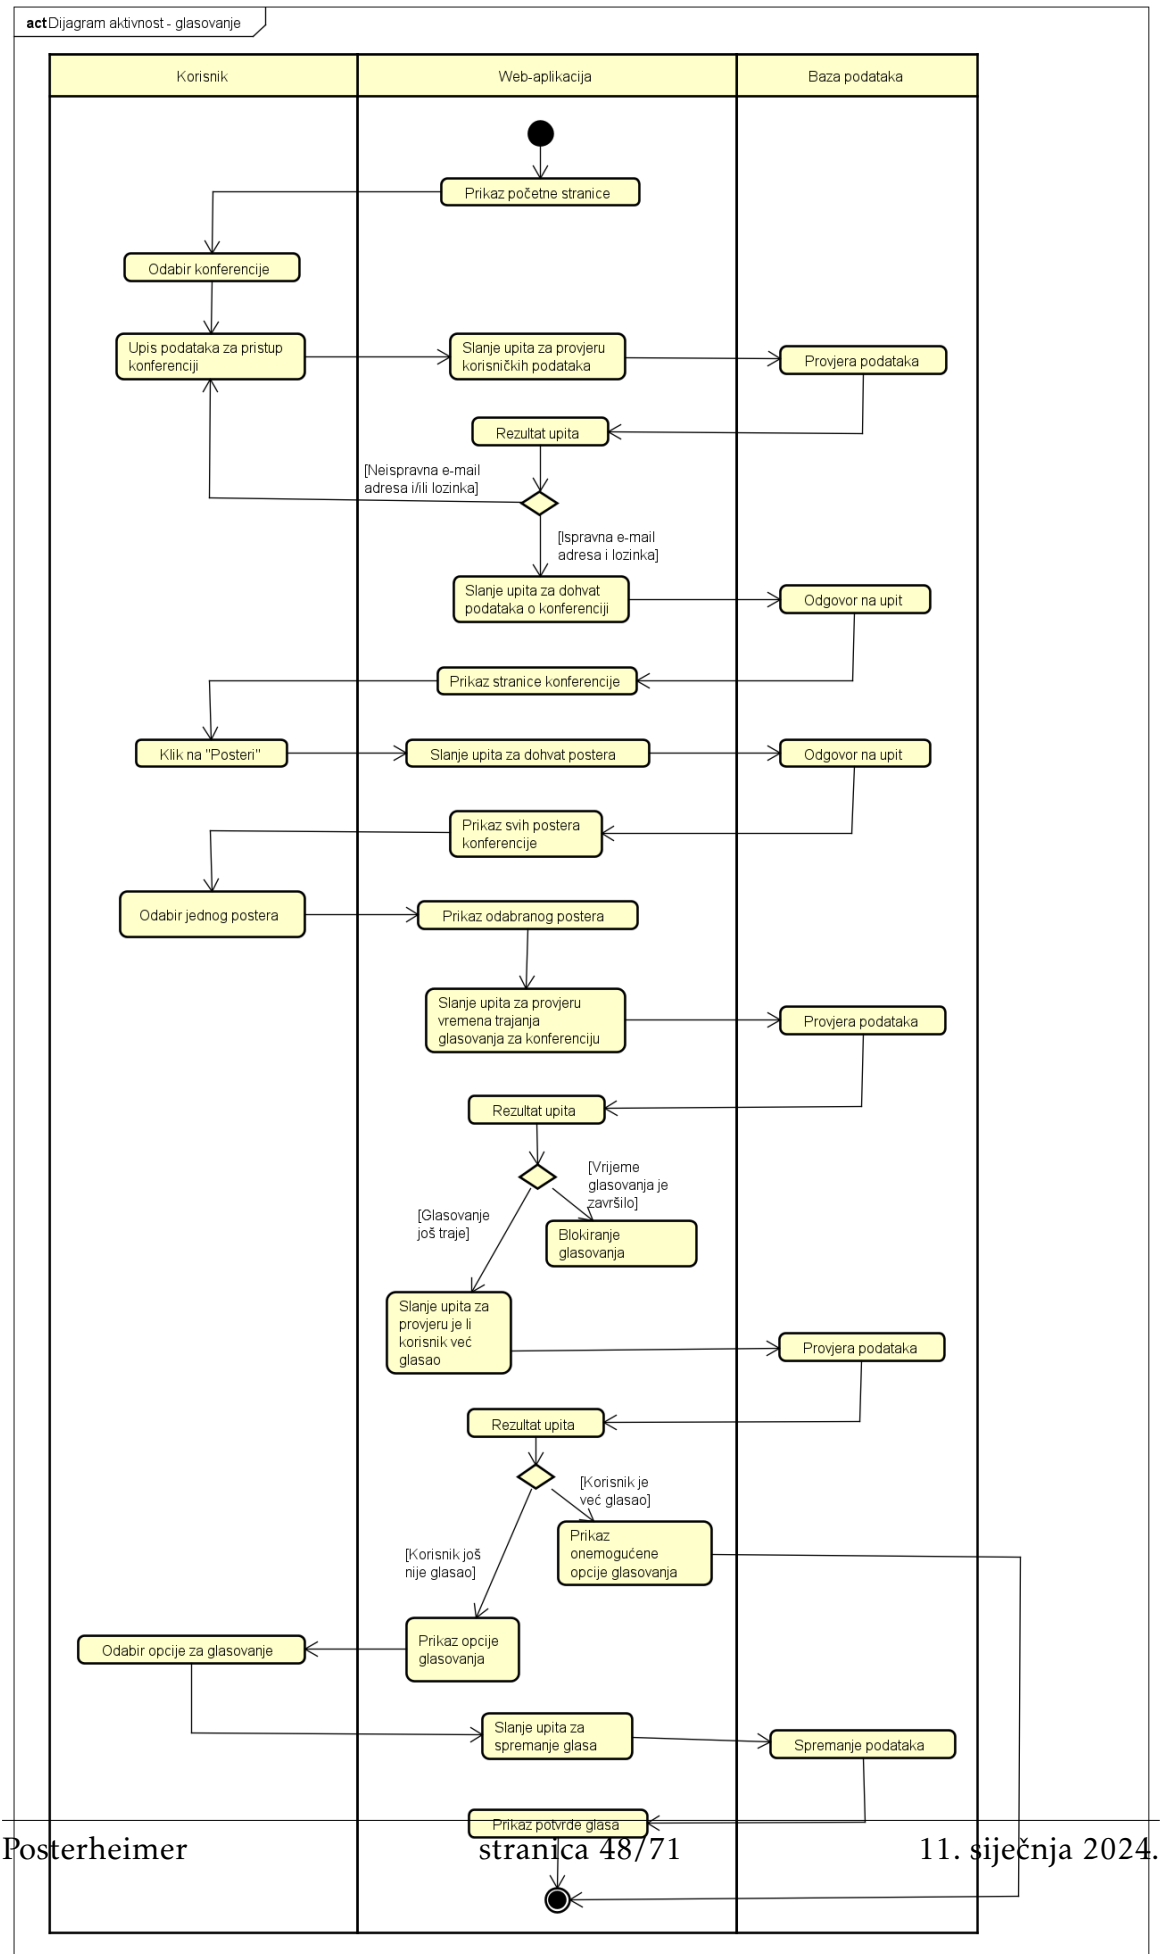 act Dijagram aktivnost - glasovanje
Korisnik
Web-aplikacija
Baza podataka
Prikaz početne stranice
Odabir konferencije
Upis podataka za pristup
konferenciji
Slanje upita za provjeru
korisničkih podataka
Provjera podataka
Rezultat upita
[Neispravna e-mail
adresa i/ili lozinka]
[Ispravna e-mail
adresa i lozinka]
Slanje upita za dohvat
podataka o konferenciji
Odgovor na upit
Prikaz stranice konferencije
Klik na "Posteri"
Slanje upita za dohvat postera
Odgovor na upit
Prikaz svih postera
konferencije
Odabir jednog postera
Prikaz odabranog postera
Slanje upita za provjeru
vremena trajanja
glasovanja za konferenciju
Provjera podataka
Rezultat upita
[Vrijeme
glasovanja je
završilo]
[Glasovanje
još traje]
Blokiranje
glasovanja
Slanje upita za
provjeru je li
korisnik već
glasao
Provjera podataka
Rezultat upita
[Korisnik je
već glasao]
Prikaz
onemogućene
opcije glasovanja
[Korisnik još
nije glasao]
Prikaz opcije
glasovanja
Odabir opcije za glasovanje
Slanje upita za
spremanje glasa
Spremanje podataka
Prikaz potvrde glasa
Posterheimer
stranica 48/71
11. siječnja 2024.